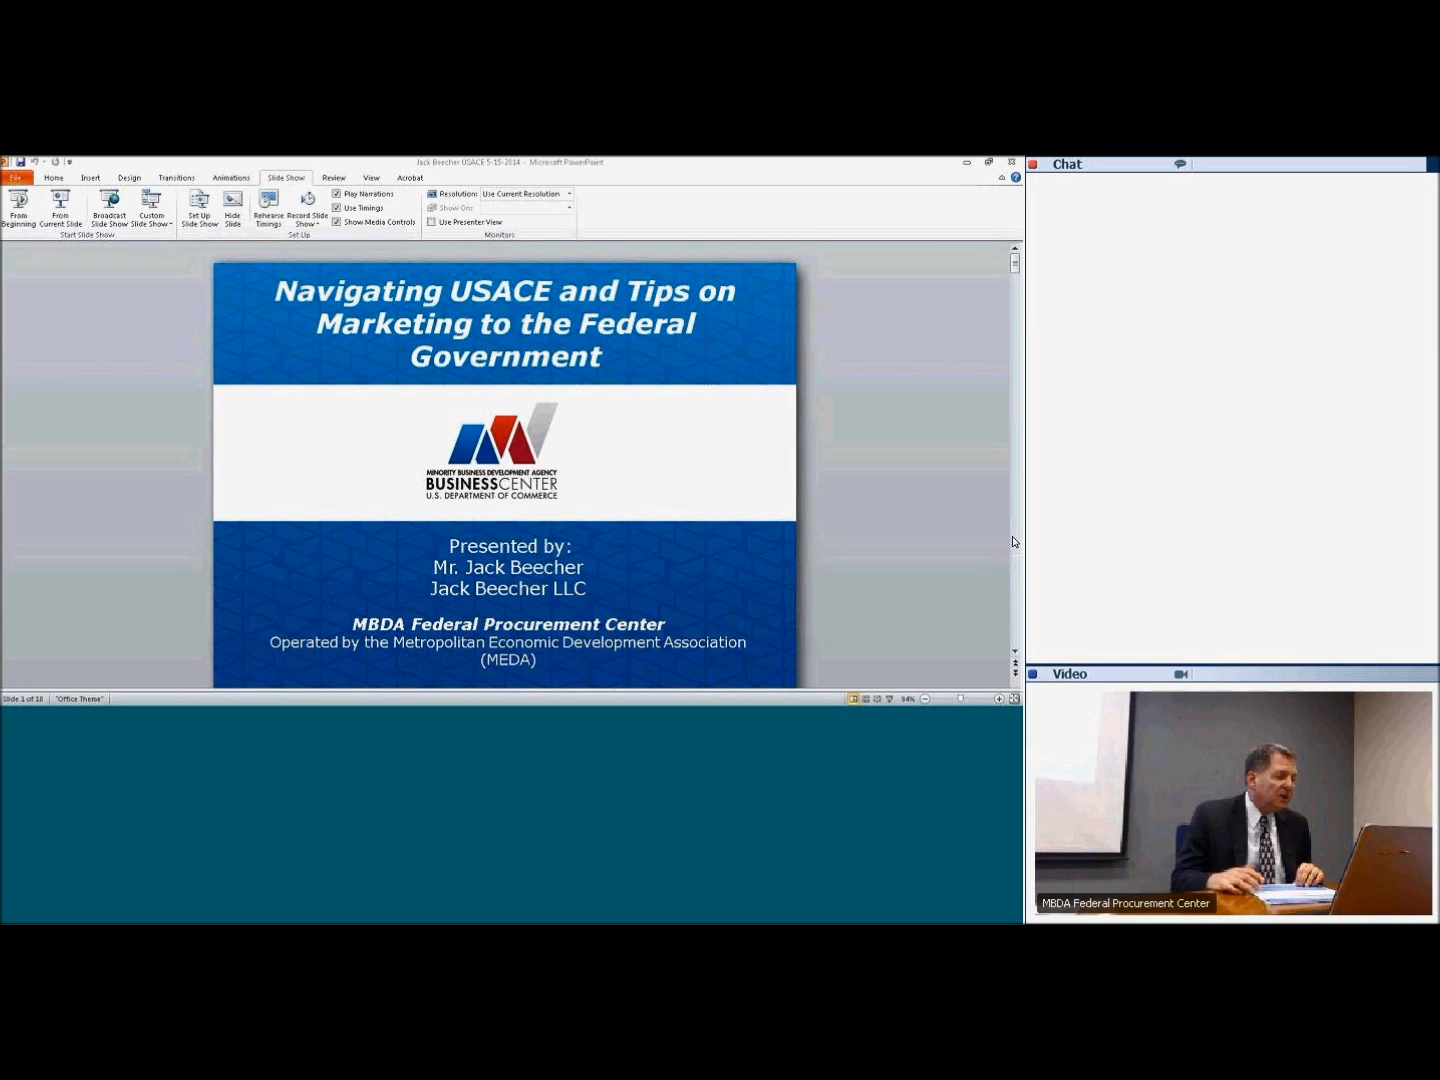 Jack Beecher USACE 5-15-2014 - Microsoft PowerPoint
File Home Insert Design Transitions Animations Slide Show Review View Acrobat
From Beginning
From Current Slide
Broadcast Slide Show
Custom Slide Show
Set Up Slide Show
Hide Slide
Rehearse Timings
Record Slide Show
Play Narrations
Use Timings
Show Media Controls
Resolution: Use Current Resolution
Show On:
Use Presenter View
Start Slide Show
Set Up
Monitors
Navigating USACE and Tips on
Marketing to the Federal
Government
MINORITY BUSINESS DEVELOPMENT AGENCY
BUSINESSCENTER
U.S. DEPARTMENT OF COMMERCE
Presented by:
Mr. Jack Beecher
Jack Beecher LLC
MBDA Federal Procurement Center
Operated by the Metropolitan Economic Development Association
(MEDA)
Slide 1 of 18 "Office Theme" 94%
Chat
Video
MBDA Federal Procurement Center